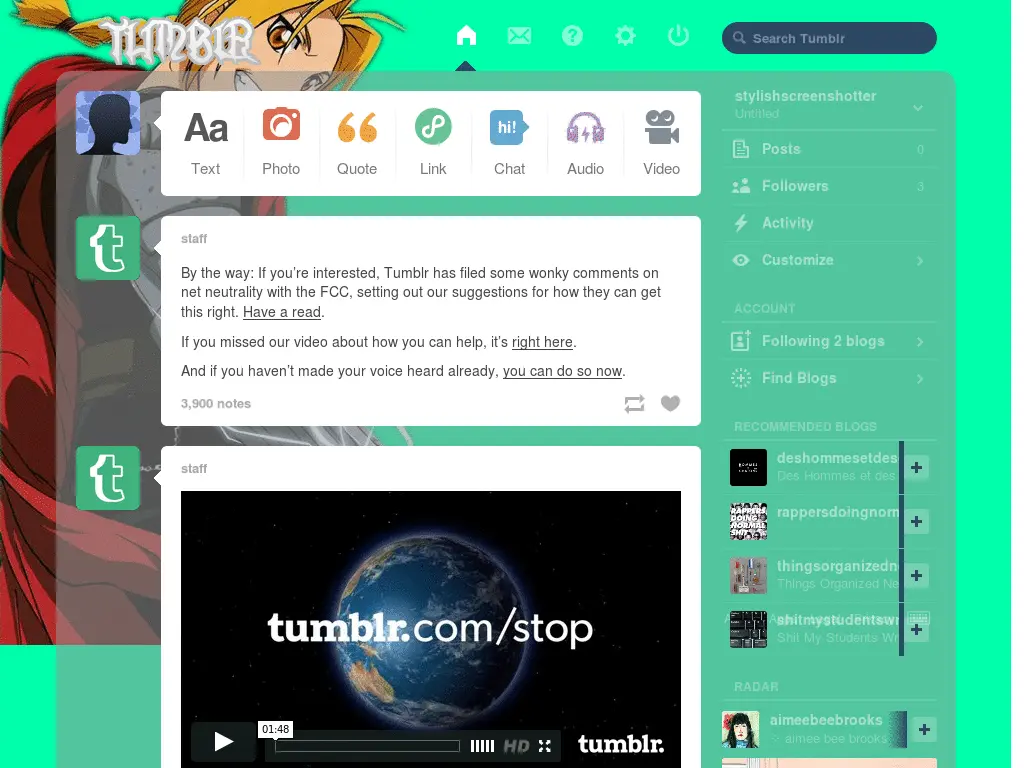 TUMBLR
Search Tumblr
Aa
hi!
Text
Photo
Quote
Link
Chat
Audio
Video
staff
By the way: If you’re interested, Tumblr has filed some wonky comments on
net neutrality with the FCC, setting out our suggestions for how they can get
this right. Have a read.
If you missed our video about how you can help, it’s right here.
And if you haven’t made your voice heard already, you can do so now.
3,900 notes
staff
tumblr.com/stop
01:48
HD
tumblr.
stylishscreenshotter
Untitled
Posts 0
Followers 3
Activity
Customize
ACCOUNT
Following 2 blogs
Find Blogs
RECOMMENDED BLOGS
deshommesetdes
Des Hommes et des
RAPPERS
DOING
NORMAL
SHIT
rappersdoingnorm
thingsorganizedn
Things Organized Ne
shitmystudentswr
Shit My Students Wr
RADAR
aimeebeebrooks
aimee bee brooks